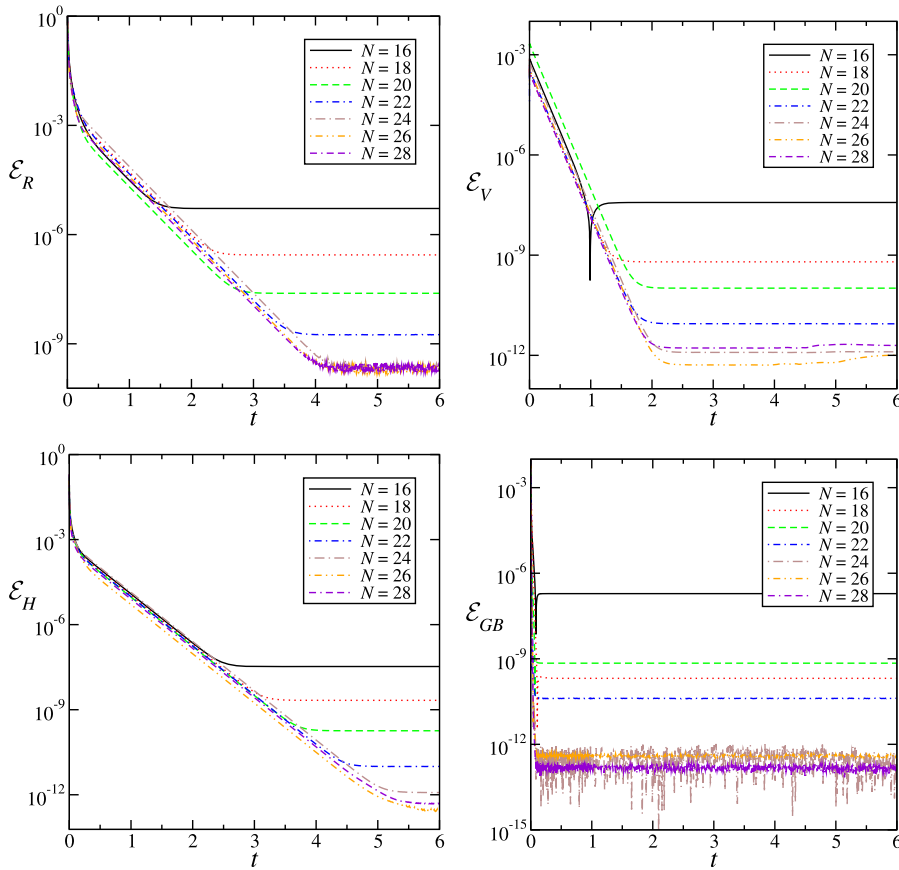 10^0
10^-3
10^-6
10^-9
ℰ_R
0 1 2 3 4 5 6
t
N = 16
N = 18
N = 20
N = 22
N = 24
N = 26
N = 28
10^-3
10^-6
10^-9
10^-12
ℰ_V
0 1 2 3 4 5 6
t
N = 16
N = 18
N = 20
N = 22
N = 24
N = 26
N = 28
10^0
10^-3
10^-6
10^-9
10^-12
ℰ_H
0 1 2 3 4 5 6
t
N = 16
N = 18
N = 20
N = 22
N = 24
N = 26
N = 28
10^-3
10^-6
10^-9
10^-12
10^-15
ℰ_GB
0 1 2 3 4 5 6
t
N = 16
N = 18
N = 20
N = 22
N = 24
N = 26
N = 28